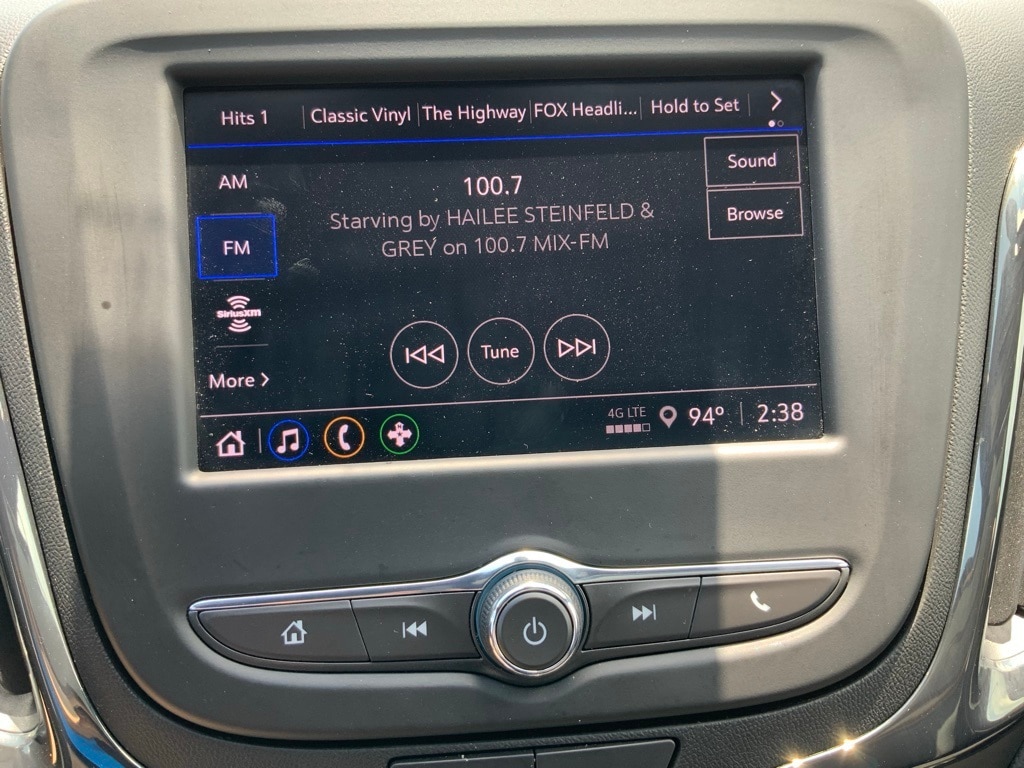 Hits 1 Classic Vinyl The Highway FOX Headli... Hold to Set
AM
100.7
Sound
Starving by HAILEE STEINFELD &
GREY on 100.7 MIX-FM
Browse
FM
SiriusXM
Tune
More
4G LTE 94° 2:38